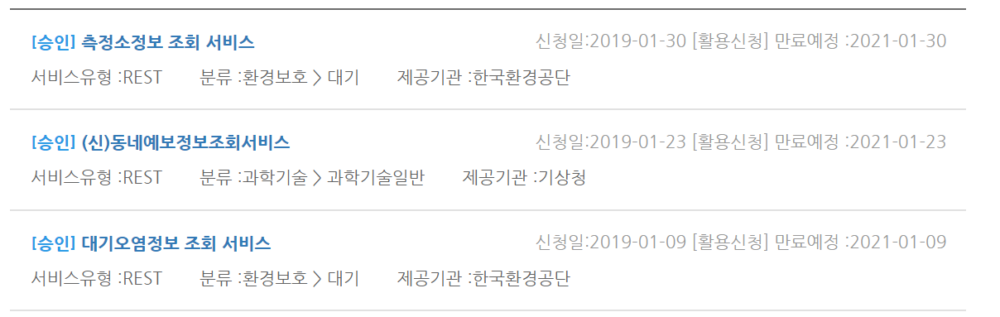 [승인] 측정소정보 조회 서비스 신청일:2019-01-30 [활용신청] 만료예정 :2021-01-30
서비스유형 :REST 분류 :환경보호 > 대기 제공기관 :한국환경공단
[승인] (신)동네예보정보조회서비스 신청일:2019-01-23 [활용신청] 만료예정 :2021-01-23
서비스유형 :REST 분류 :과학기술 > 과학기술일반 제공기관 :기상청
[승인] 대기오염정보 조회 서비스 신청일:2019-01-09 [활용신청] 만료예정 :2021-01-09
서비스유형 :REST 분류 :환경보호 > 대기 제공기관 :한국환경공단